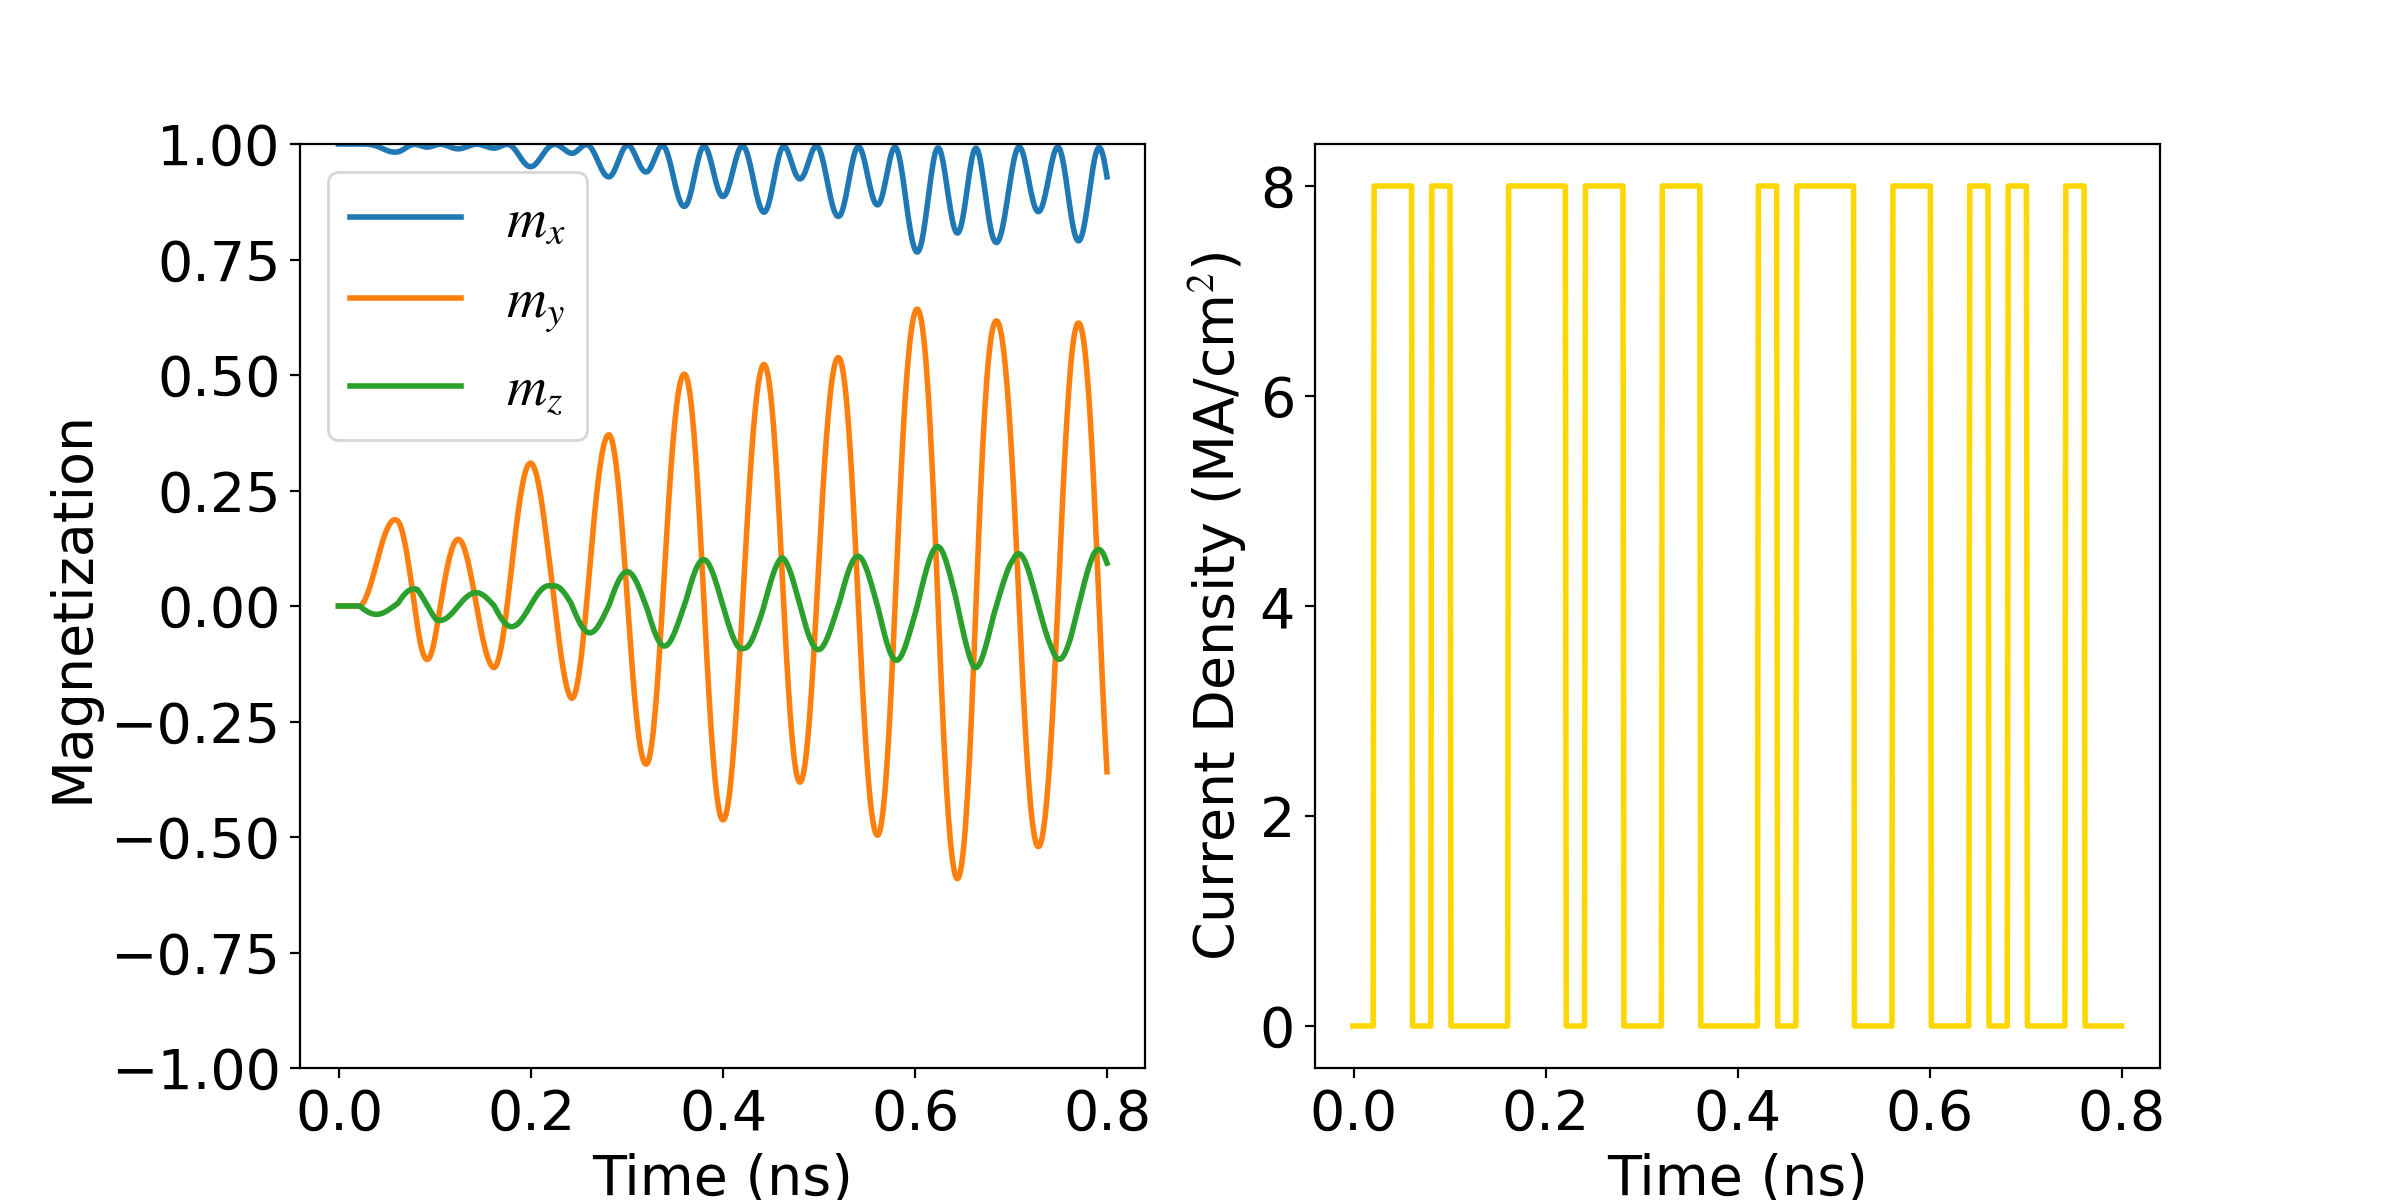 1.00
0.75
0.50
0.25
0.00
−0.25
−0.50
−0.75
−1.00
Magnetization
m_x
m_y
m_z
0.0 0.2 0.4 0.6 0.8
Time (ns)
8
6
4
2
0
Current Density (MA/cm²)
0.0 0.2 0.4 0.6 0.8
Time (ns)